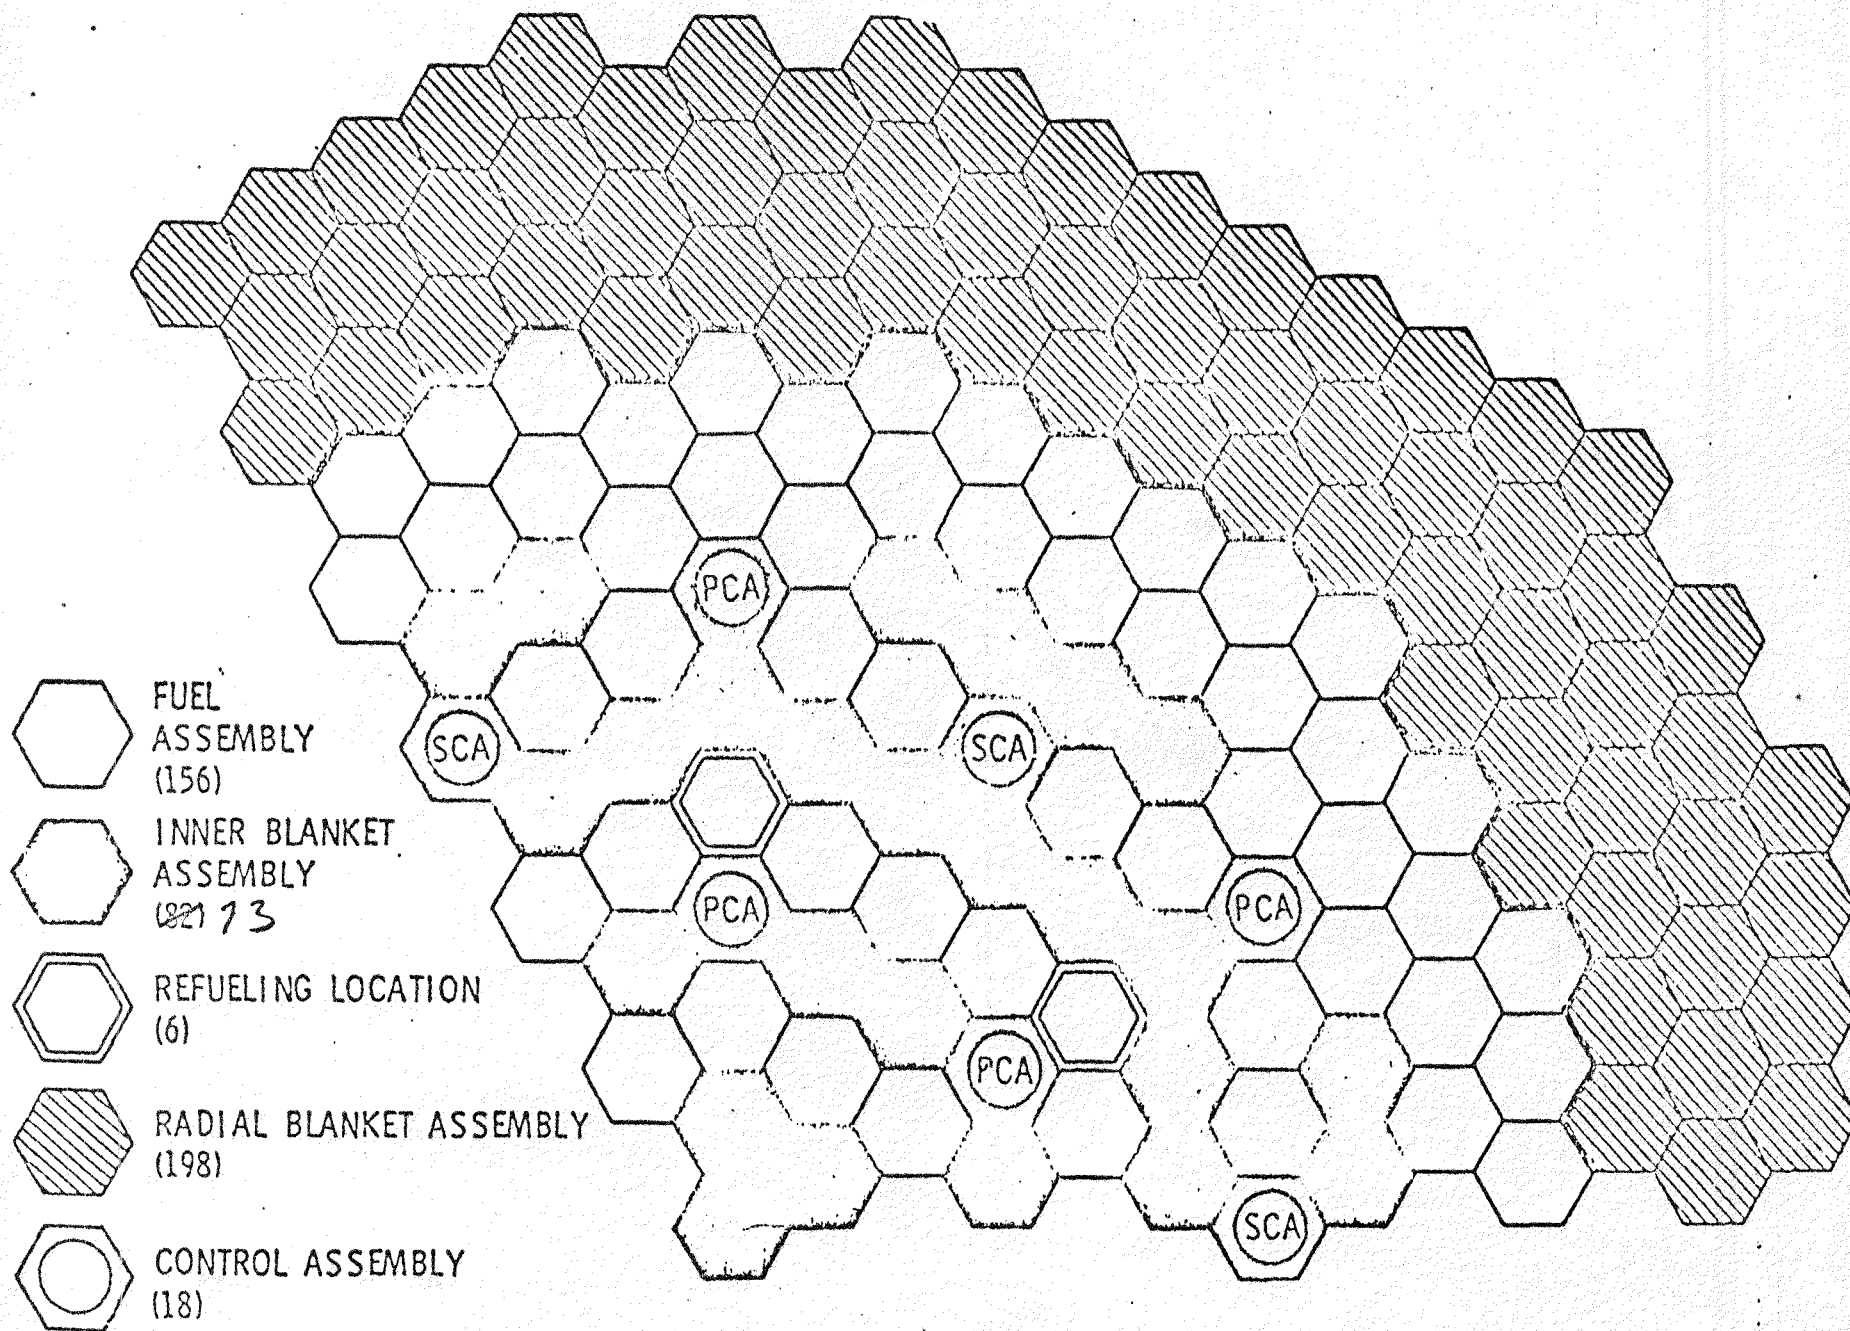 PCA
SCA
SCA
PCA
PCA
PCA
SCA
FUEL
ASSEMBLY
(156)
INNER BLANKET
ASSEMBLY
(82) 73
REFUELING LOCATION
(6)
RADIAL BLANKET ASSEMBLY
(198)
CONTROL ASSEMBLY
(18)